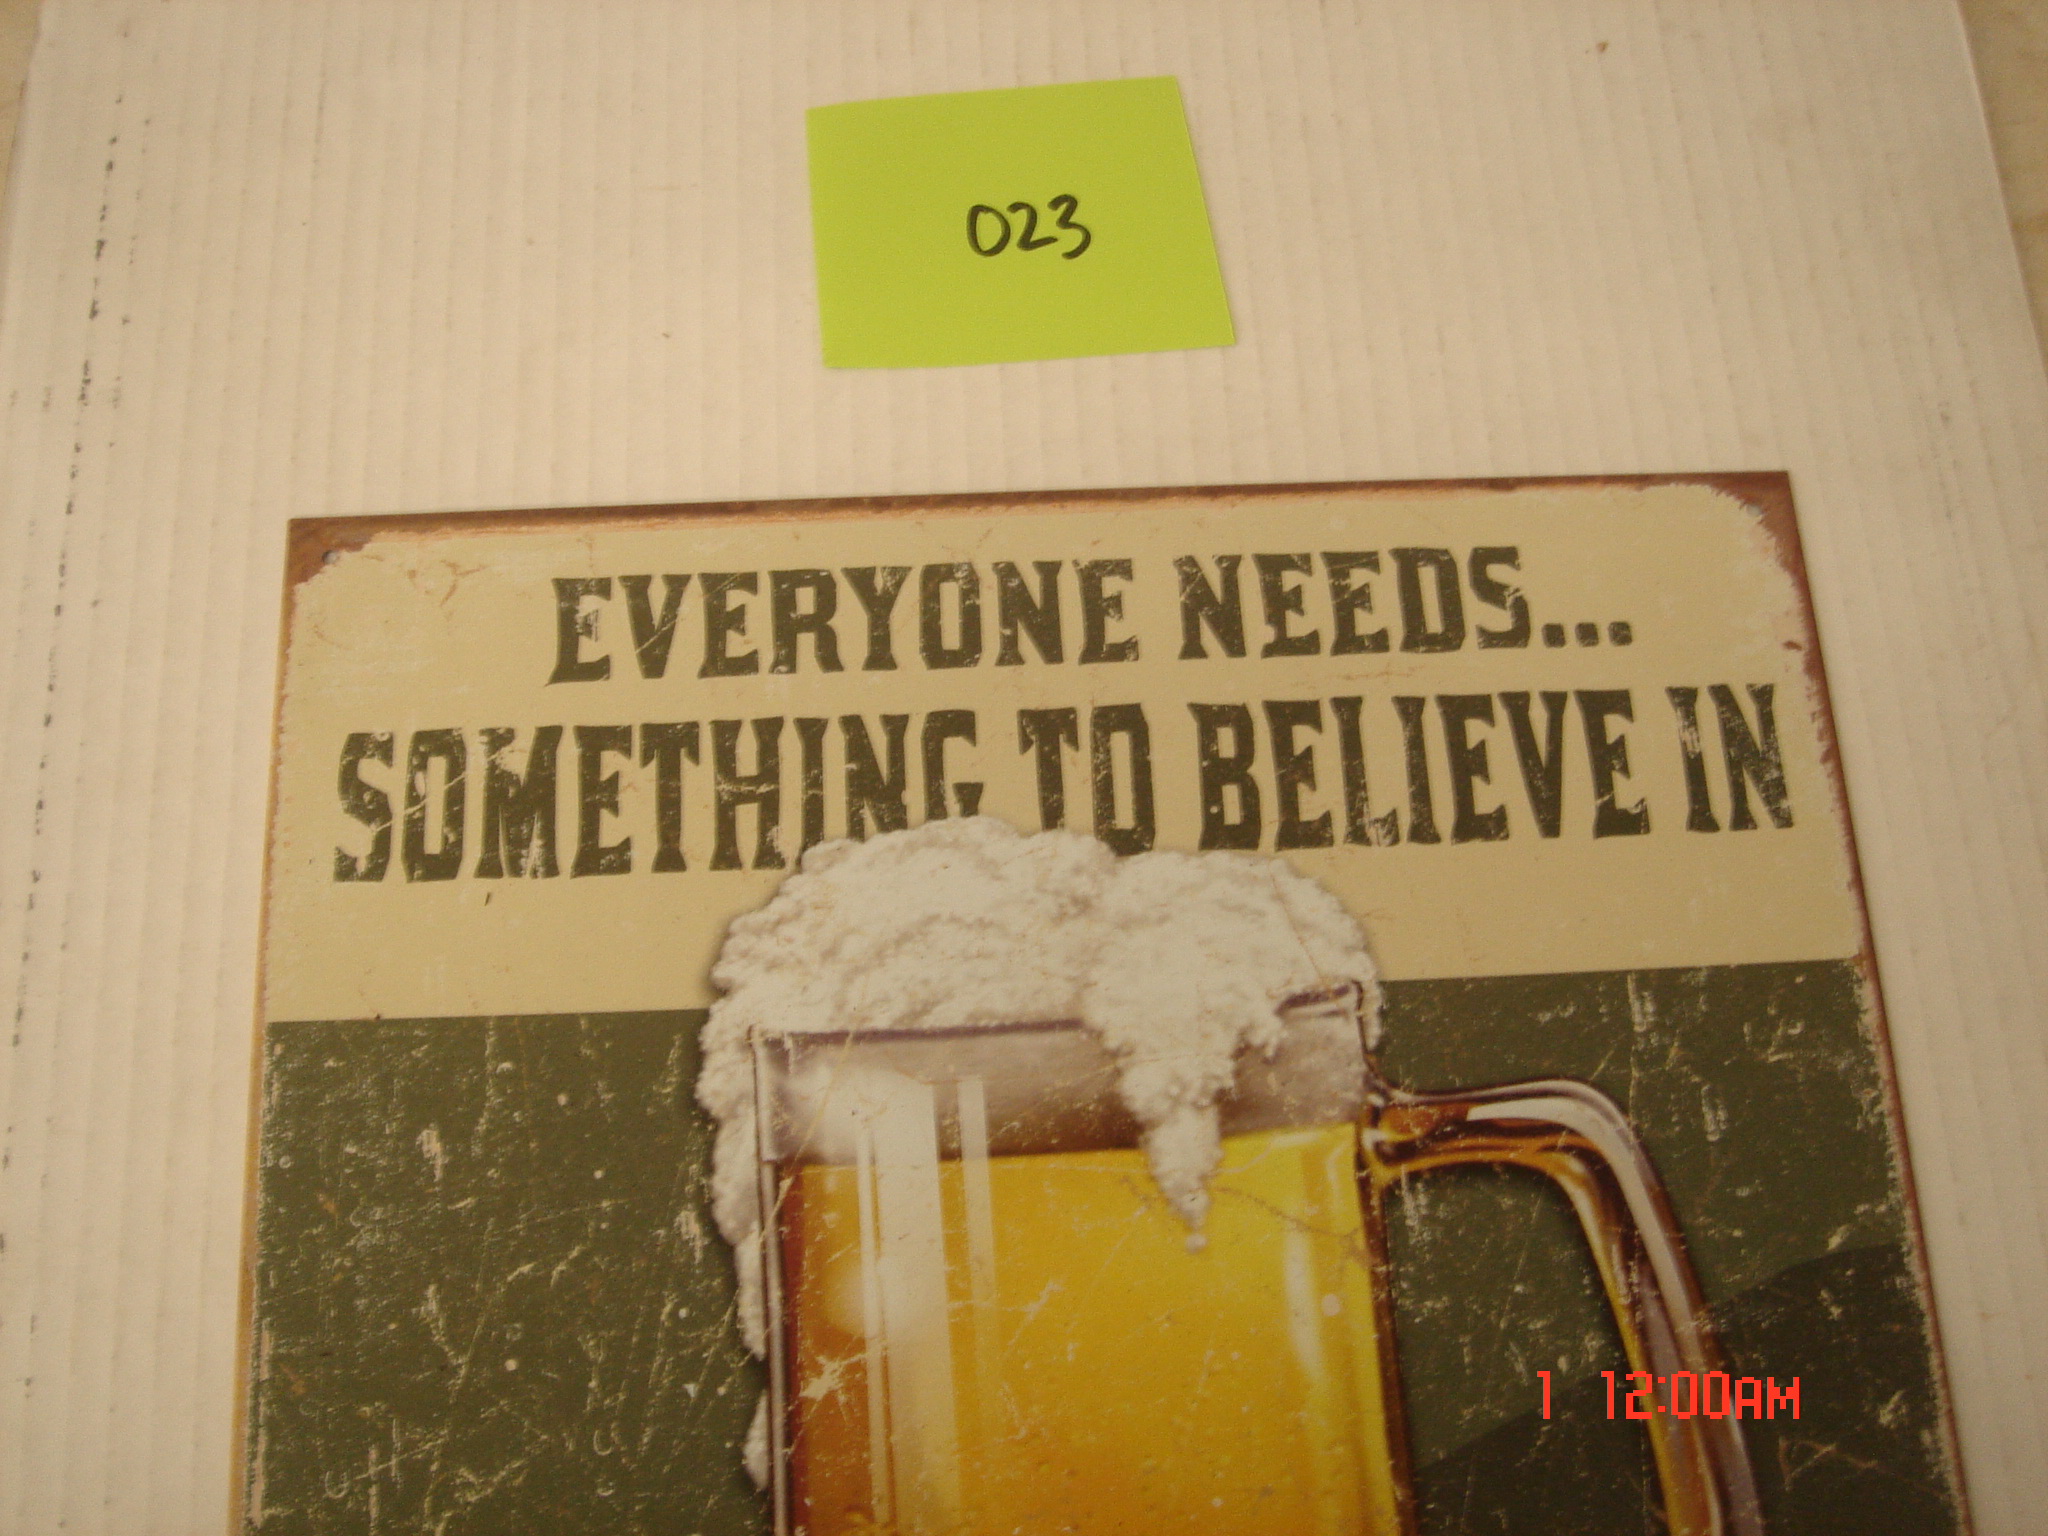 023
EVERYONE NEEDS...
SOMETHING TO BELIEVE IN
1 12:00AM